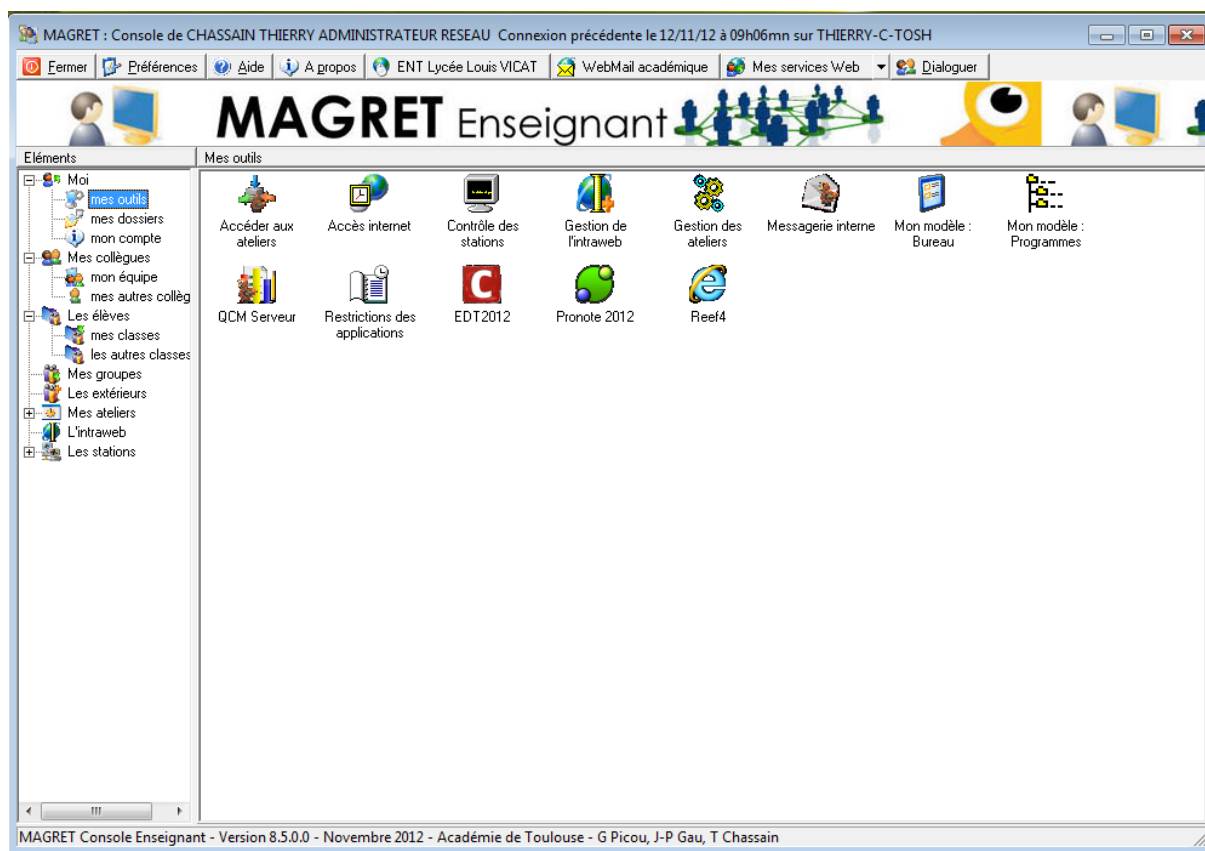 MAGRET : Console de CHASSAIN THIERRY ADMINISTRATEUR RESEAU Connexion précédente le 12/11/12 à 09h06mn sur THIERRY-C-TOSH
Fermer Préférences Aide A propos ENT Lycée Louis VICAT WebMail académique Mes services Web Dialoguer
MAGRET Enseignant
Eléments
Mes outils
Moi
mes outils
mes dossiers
mon compte
Mes collègues
mon équipe
mes autres collèg
Les élèves
mes classes
les autres classes
Mes groupes
Les extérieurs
Mes ateliers
L'intraweb
Les stations
Accéder aux
ateliers
Accès internet
Contrôle des
stations
Gestion de
l'intraweb
Gestion des
ateliers
Messagerie interne
Mon modèle :
Bureau
Mon modèle :
Programmes
QCM Serveur
Restrictions des
applications
C
EDT2012
Pronote 2012
Reef4
MAGRET Console Enseignant - Version 8.5.0.0 - Novembre 2012 - Académie de Toulouse - G Picou, J-P Gau, T Chassain